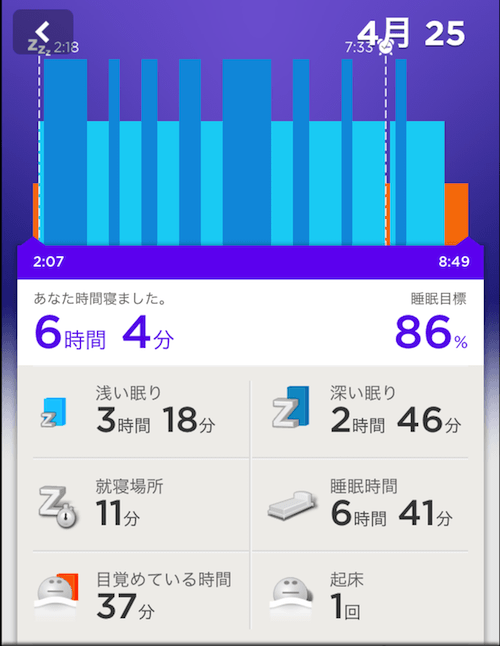 4月 25
Zzz 2:18
7:33
2:07
8:49
あなた時間寝ました。
睡眠目標
6時間 4分
86%
浅い眠り
3時間 18分
深い眠り
2時間 46分
就寝場所
11分
睡眠時間
6時間 41分
目覚めている時間
37分
起床
1回